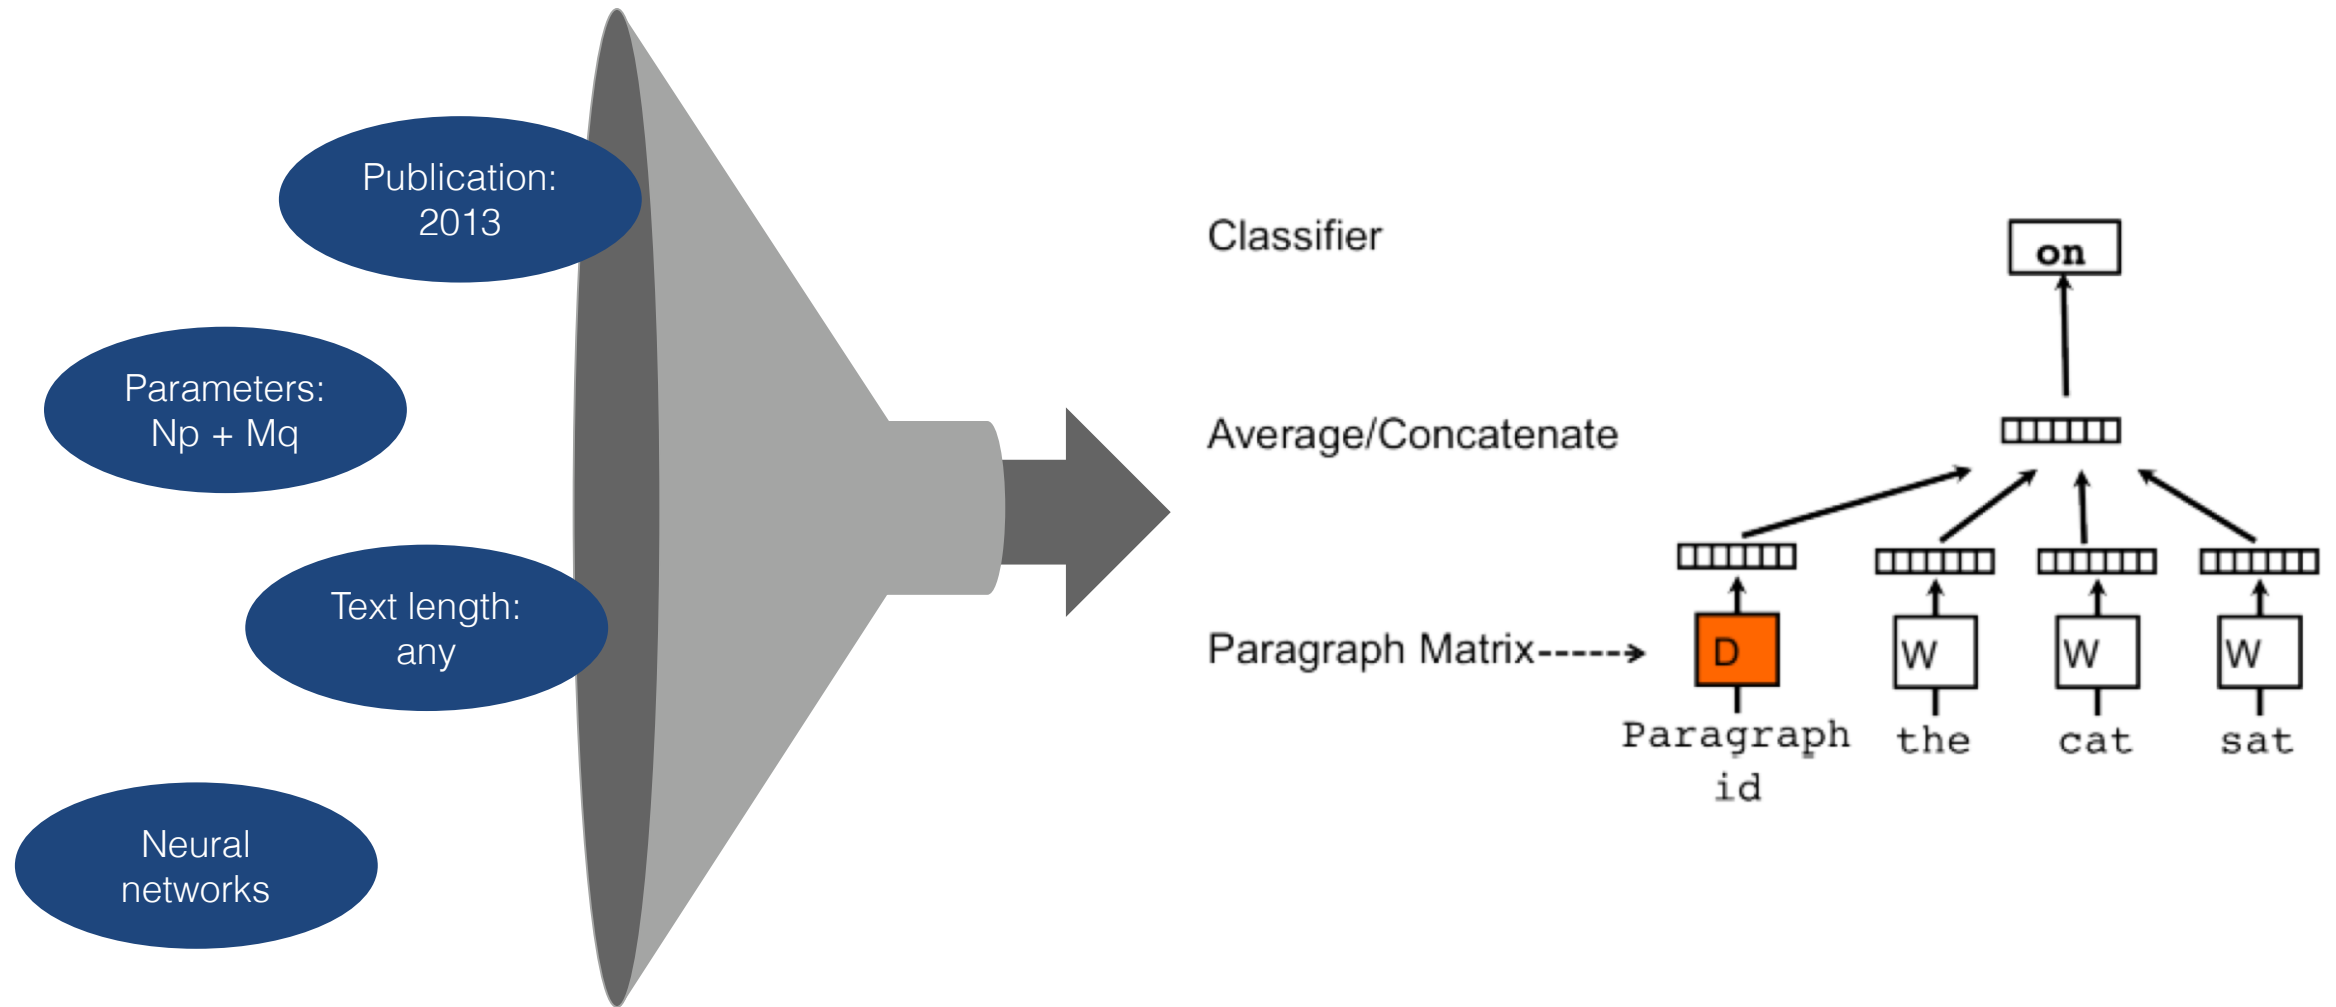 Publication:
2013
Parameters:
Np + Mq
Text length:
any
Neural
networks
Classifier
on
Average/Concatenate
Paragraph Matrix------>
D
W
W
W
Paragraph
id
the
cat
sat